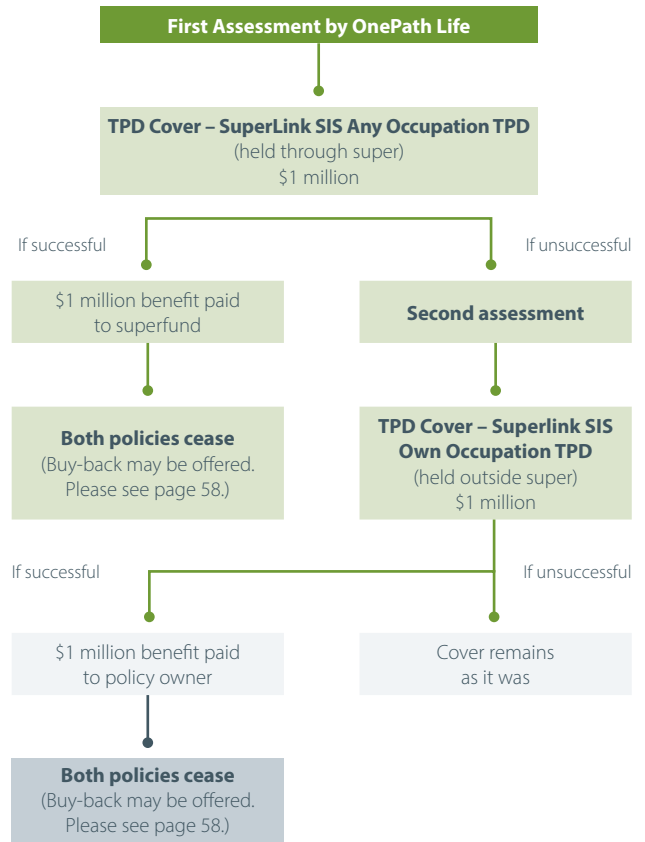 First Assessment by OnePath Life
TPD Cover – SuperLink SIS Any Occupation TPD
(held through super)
$1 million
If successful
If unsuccessful
$1 million benefit paid
to superfund
Second assessment
Both policies cease
(Buy-back may be offered.
Please see page 58.)
TPD Cover – Superlink SIS
Own Occupation TPD
(held outside super)
$1 million
If successful
If unsuccessful
$1 million benefit paid
to policy owner
Cover remains
as it was
Both policies cease
(Buy-back may be offered.
Please see page 58.)